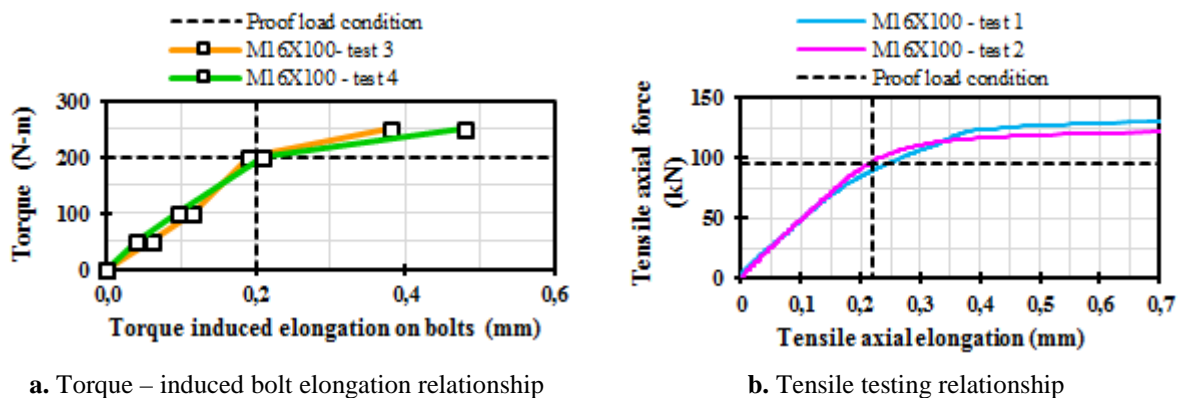 Proof load condition
M16X100- test 3
M16X100 - test 4
Torque (N-m)
300
200
100
0
0,0 0,2 0,4 0,6
Torque induced elongation on bolts (mm)
a. Torque – induced bolt elongation relationship
M16X100 - test 1
M16X100 - test 2
Proof load condition
Tensile axial force
(kN)
150
100
50
0
0 0,1 0,2 0,3 0,4 0,5 0,6 0,7
Tensile axial elongation (mm)
b. Tensile testing relationship